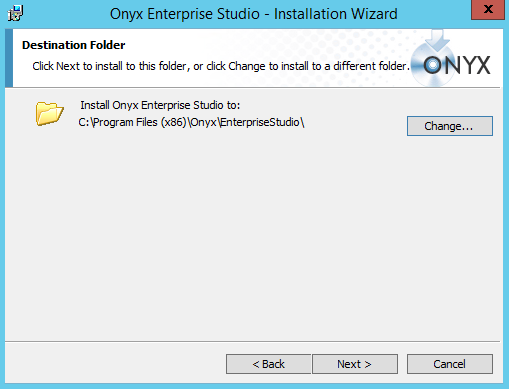 Onyx Enterprise Studio - Installation Wizard
x
Destination Folder
Click Next to install to this folder, or click Change to install to a different folder.
ONYX
Install Onyx Enterprise Studio to:
C:\Program Files (x86)\Onyx\EnterpriseStudio\
Change...
< Back
Next >
Cancel